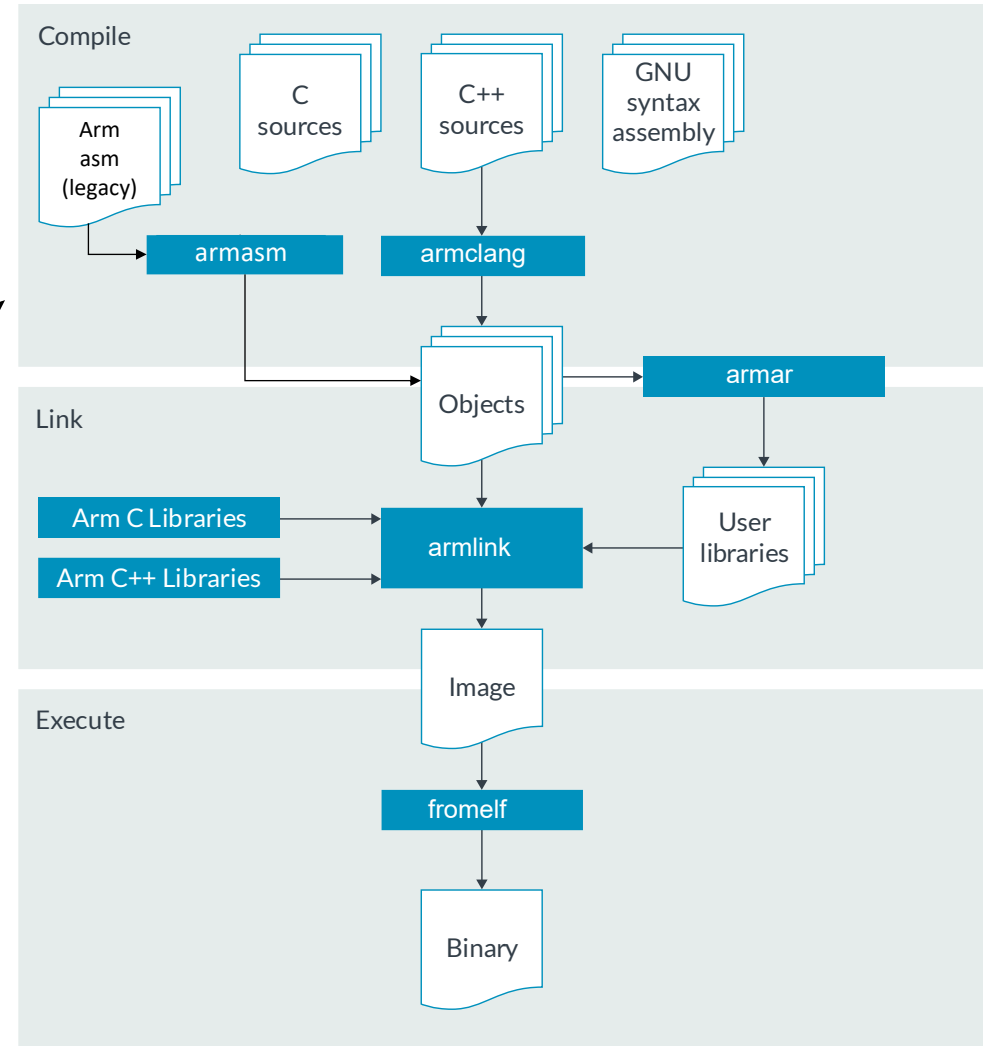 Compile
C
sources
C++
sources
GNU
syntax
assembly
Arm
asm
(legacy)
armasm
armclang
armar
Objects
Link
Arm C Libraries
Arm C++ Libraries
armlink
User
libraries
Image
Execute
fromelf
Binary